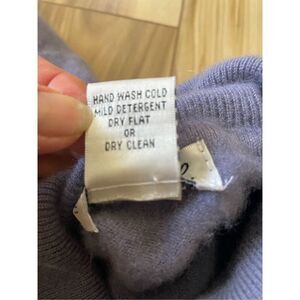 HAND WASH COLD
MILD DETERGENT
DRY FLAT
OR
DRY CLEAN